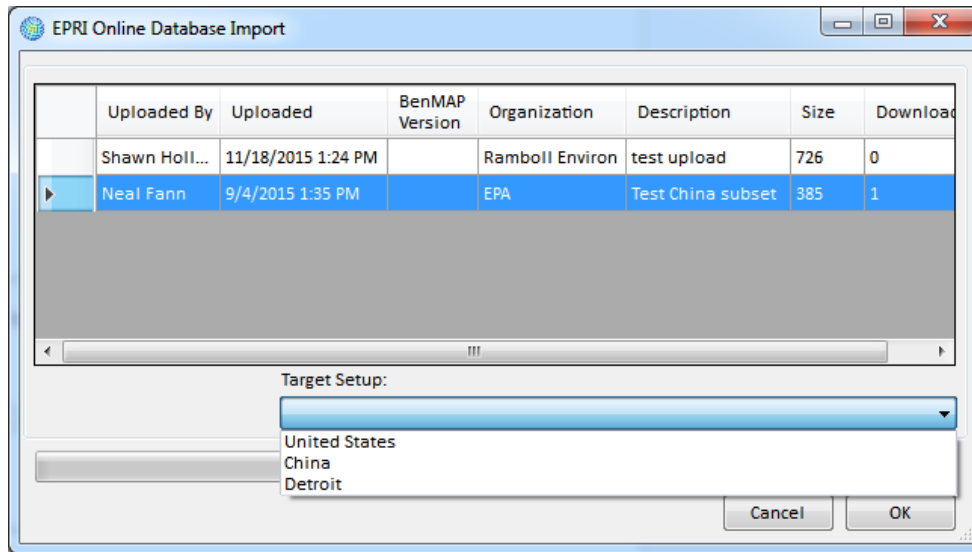 EPRI Online Database Import
Uploaded By Uploaded BenMAP Version Organization Description Size Download
Shawn Holl... 11/18/2015 1:24 PM Ramboll Environ test upload 726 0
Neal Fann 9/4/2015 1:35 PM EPA Test China subset 385 1
Target Setup:
United States
China
Detroit
Cancel OK